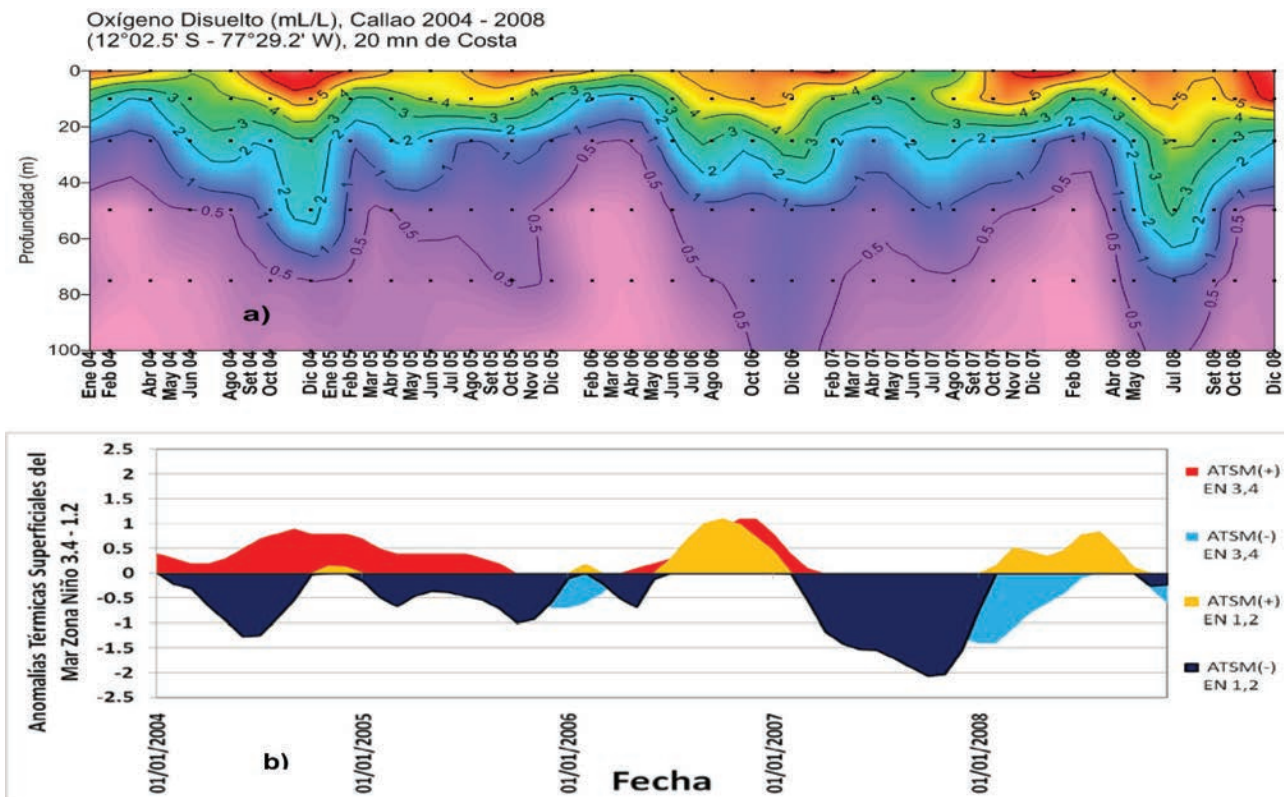 Oxígeno Disuelto (mL/L), Callao 2004 - 2008
(12°02.5' S - 77°29.2' W), 20 mn de Costa
Profundidad (m)
0
20
40
60
80
100
5 4 3 2 1 0.5
a)
Ene 04 Feb 04 Abr 04 May 04 Jun 04 Ago 04 Set 04 Oct 04 Dic 04 Ene 05 Feb 05 Mar 05 Abr 05 May 05 Jun 05 Jul 05 Ago 05 Set 05 Oct 05 Nov 05 Dic 05 Feb 06 Mar 06 Abr 06 May 06 Jun 06 Jul 06 Ago 06 Oct 06 Dic 06 Feb 07 Mar 07 Abr 07 May 07 Jun 07 Jul 07 Ago 07 Set 07 Oct 07 Nov 07 Dic 07 Feb 08 Abr 08 May 08 Jul 08 Set 08 Oct 08 Dic 08
Anomalías Térmicas Superficiales del
Mar Zona Niño 3.4 - 1.2
2.5
2
1.5
1
0.5
0
-0.5
-1
-1.5
-2
-2.5
01/01/2004 01/01/2005 01/01/2006 01/01/2007 01/01/2008
b)
Fecha
ATSM(+)
EN 3,4
ATSM(-)
EN 3,4
ATSM(+)
EN 1,2
ATSM(-)
EN 1,2